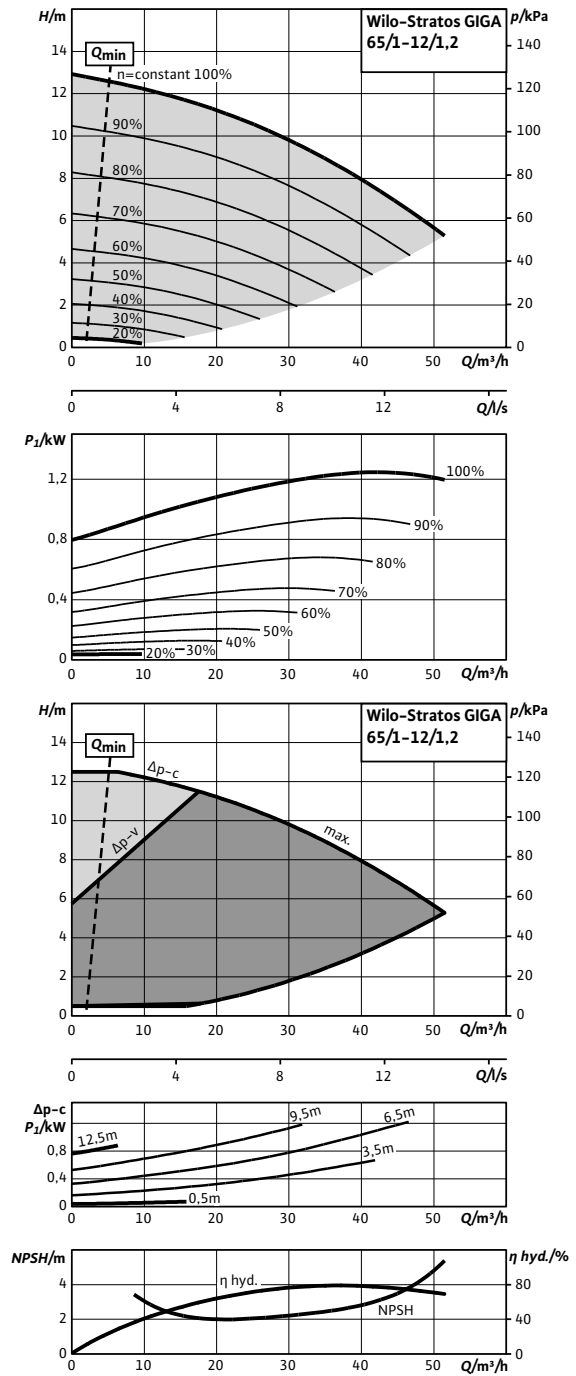 H/m
Wilo-Stratos GIGA
65/1-12/1,2
p/kPa
Qmin
n=constant 100%
90%
80%
70%
60%
50%
40%
30%
20%
14
12
10
8
6
4
2
0
140
120
100
80
60
40
20
0
0 10 20 30 40 50 Q/m³/h
0 4 8 12 Q/l/s
P1/kW
1,2
0,8
0,4
0
100%
90%
80%
70%
60%
50%
40%
30%
20%
0 10 20 30 40 50 Q/m³/h
H/m
Wilo-Stratos GIGA
65/1-12/1,2
p/kPa
Qmin
Δp-c
Δp-v
max.
14
12
10
8
6
4
2
0
140
120
100
80
60
40
20
0
0 10 20 30 40 50 Q/m³/h
0 4 8 12 Q/l/s
Δp-c
P1/kW
0,8
0,4
0
12,5m
9,5m
6,5m
3,5m
0,5m
0 10 20 30 40 50 Q/m³/h
NPSH/m
η hyd./%
η hyd.
NPSH
4
2
0
80
40
0
0 10 20 30 40 50 Q/m³/h